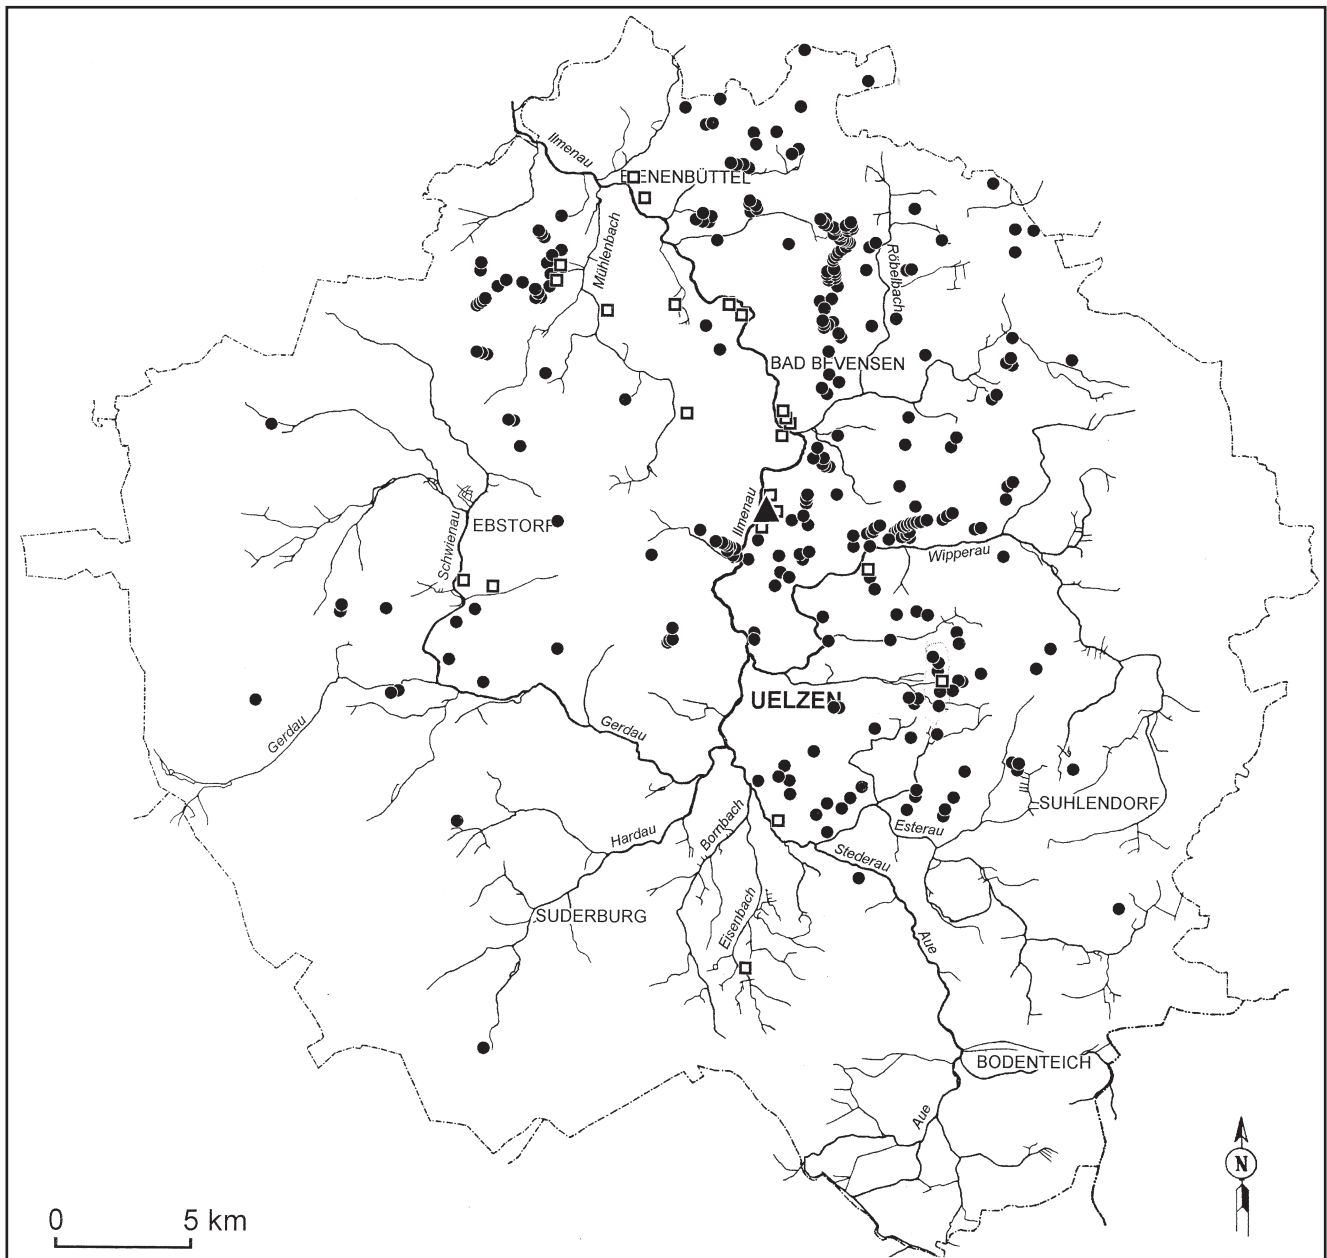 Ilmenau
BIENENBÜTTEL
Mühlenbach
Röbelbach
BAD BEVENSEN
Ilmenau
EBSTORF
Schwienau
Wipperau
UELZEN
Gerdau
Gerdau
SUHLENDORF
Hardau
Bornbach
Esterau
Stederau
SUDERBURG
Eisenbach
Aue
BODENTEICH
Aue
N
0 5 km